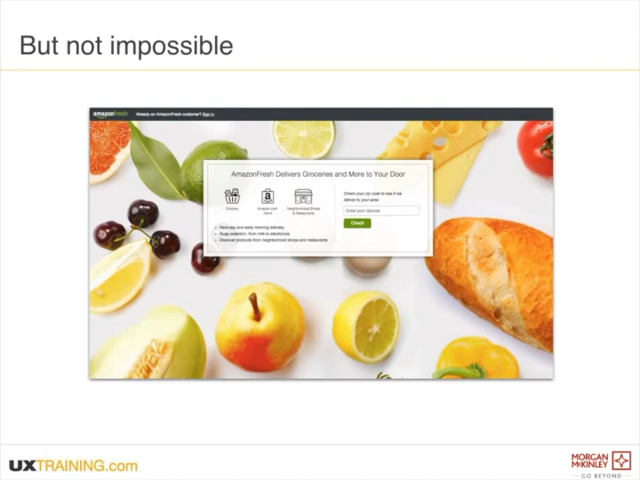 But not impossible
amazonfresh Already an AmazonFresh customer? Sign in.
AmazonFresh Delivers Groceries and More to Your Door
Grocery
Amazon.com
Items
Neighborhood Shops
& Restaurants
Check your zip code to see if we
deliver to your area:
Enter your zipcode
Check
Next-day and early morning delivery
Huge selection, from milk to electronics
Discover products from neighborhood shops and restaurants
UXTRAINING.com
MORGAN
McKINLEY
GO BEYOND